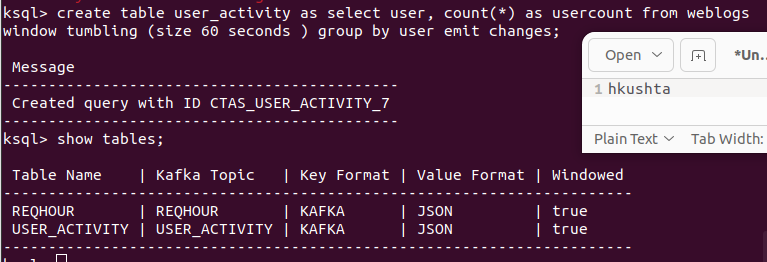 ksql> create table user_activity as select user, count(*) as usercount from weblogs
window tumbling (size 60 seconds ) group by user emit changes;
Message
--------------------------------------------
Created query with ID CTAS_USER_ACTIVITY_7
--------------------------------------------
ksql> show tables;
Table Name | Kafka Topic | Key Format | Value Format | Windowed
----------------------------------------------------------------------
REQHOUR | REQHOUR | KAFKA | JSON | true
USER_ACTIVITY | USER_ACTIVITY | KAFKA | JSON | true
----------------------------------------------------------------------
Open *Un...
1 hkushta
Plain Text Tab Width: